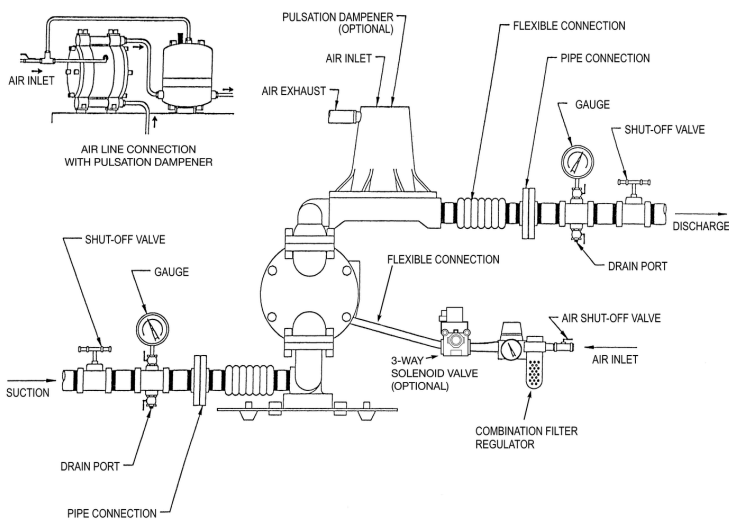 PULSATION DAMPENER
(OPTIONAL)
FLEXIBLE CONNECTION
AIR INLET
PIPE CONNECTION
AIR EXHAUST
GAUGE
SHUT-OFF VALVE
AIR INLET
AIR LINE CONNECTION
WITH PULSATION DAMPENER
DISCHARGE
SHUT-OFF VALVE
FLEXIBLE CONNECTION
DRAIN PORT
GAUGE
AIR SHUT-OFF VALVE
AIR INLET
3-WAY
SOLENOID VALVE
(OPTIONAL)
SUCTION
COMBINATION FILTER
REGULATOR
DRAIN PORT
PIPE CONNECTION